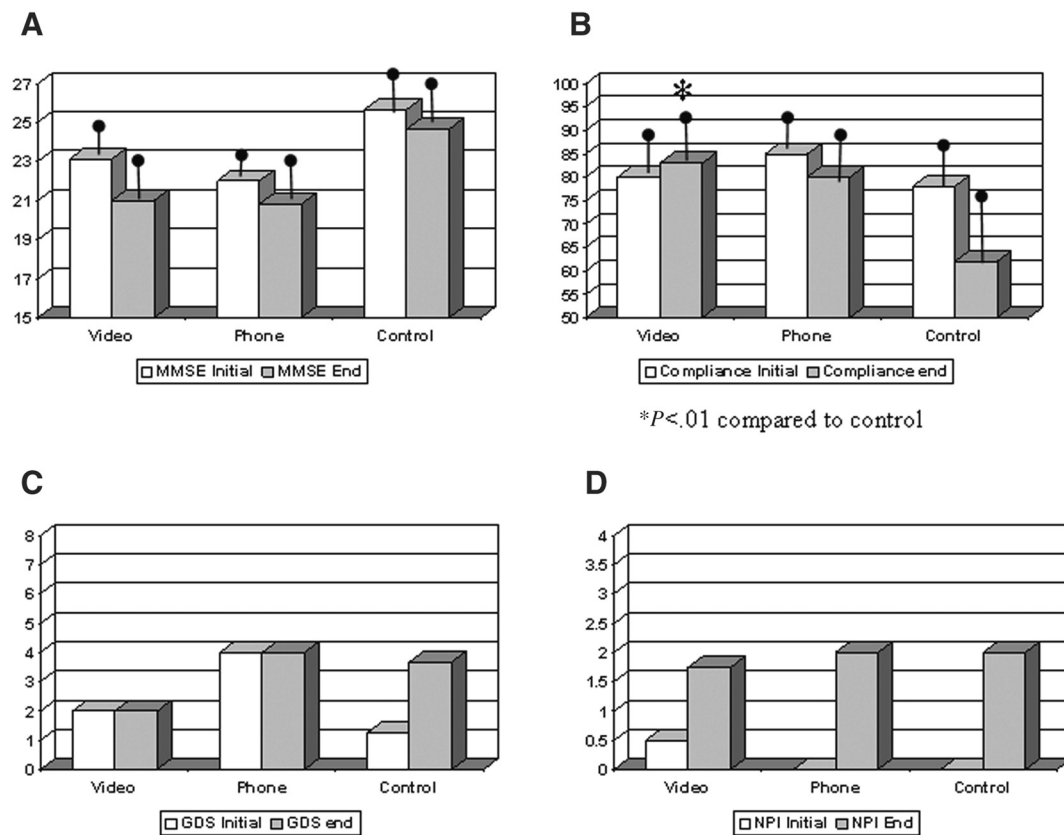 A
27
25
23
21
19
17
15
Video Phone Control
MMSE Initial MMSE End
B
100
95
90
85
80
75
70
65
60
55
50
*
Video Phone Control
Compliance Initial Compliance end
*P<.01 compared to control
C
8
7
6
5
4
3
2
1
0
Video Phone Control
GDS Initial GDS end
D
4
3.5
3
2.5
2
1.5
1
0.5
0
Video Phone Control
NPI Initial NPI End